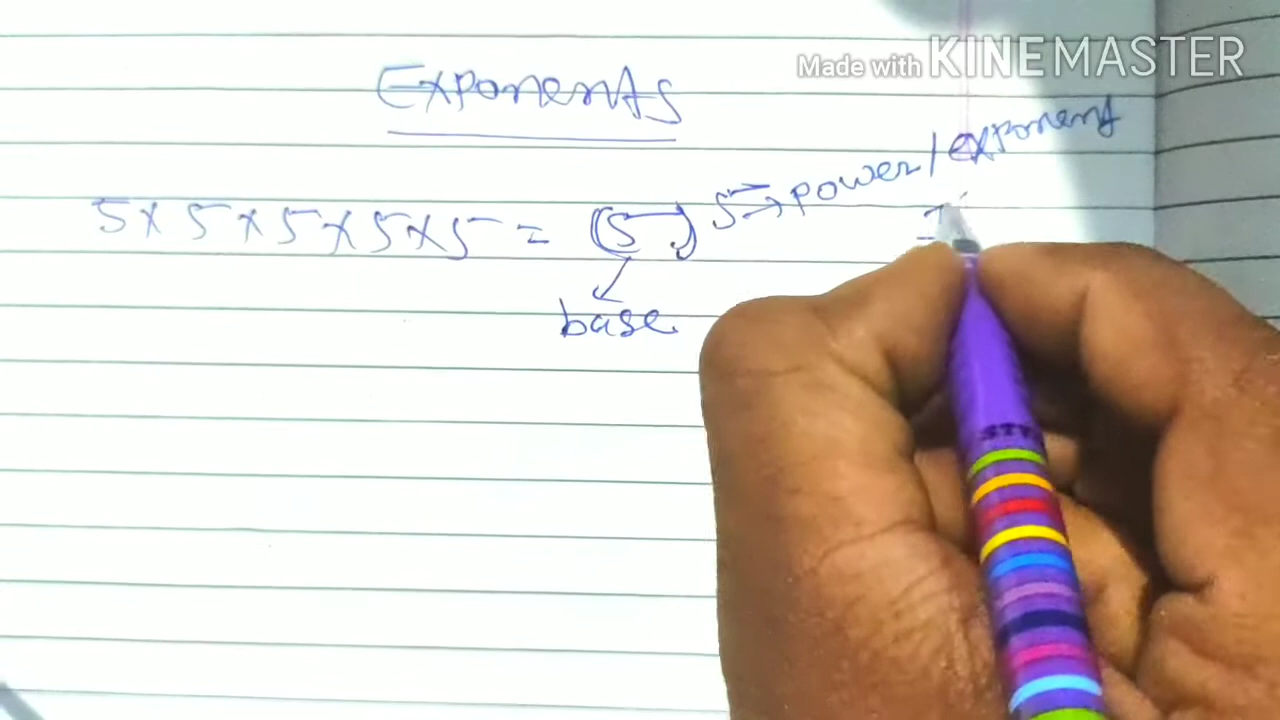 Made with KINEMASTER
Exponents
5 x 5 x 5 x 5 x 5 = (5)⁵ → power/exponent
base